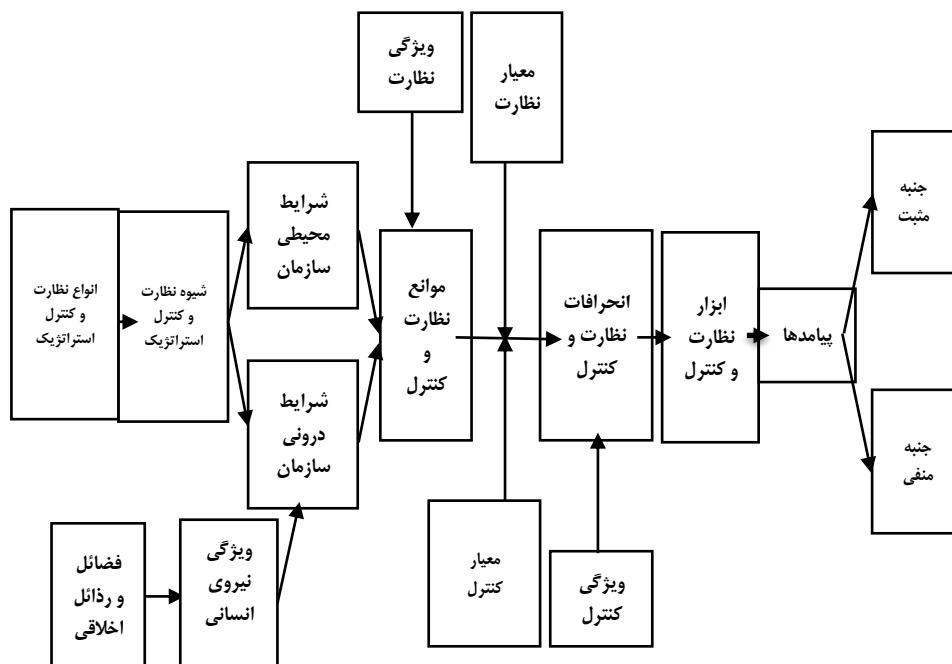 ویژگی
نظارت
معیار
نظارت
جنبه
مثبت
شرایط
محیطی
سازمان
انواع نظارت
و کنترل
استراتژیک
شیوه نظارت
و کنترل
استراتژیک
موانع
نظارت
و
کنترل
انحرافات
نظارت و
کنترل
ابزار
نظارت
و کنترل
پیامدها
شرایط
درونی
سازمان
جنبه
منفی
فضائل
و رذائل
اخلاقی
ویژگی
نیروی
انسانی
معیار
کنترل
ویژگی
کنترل